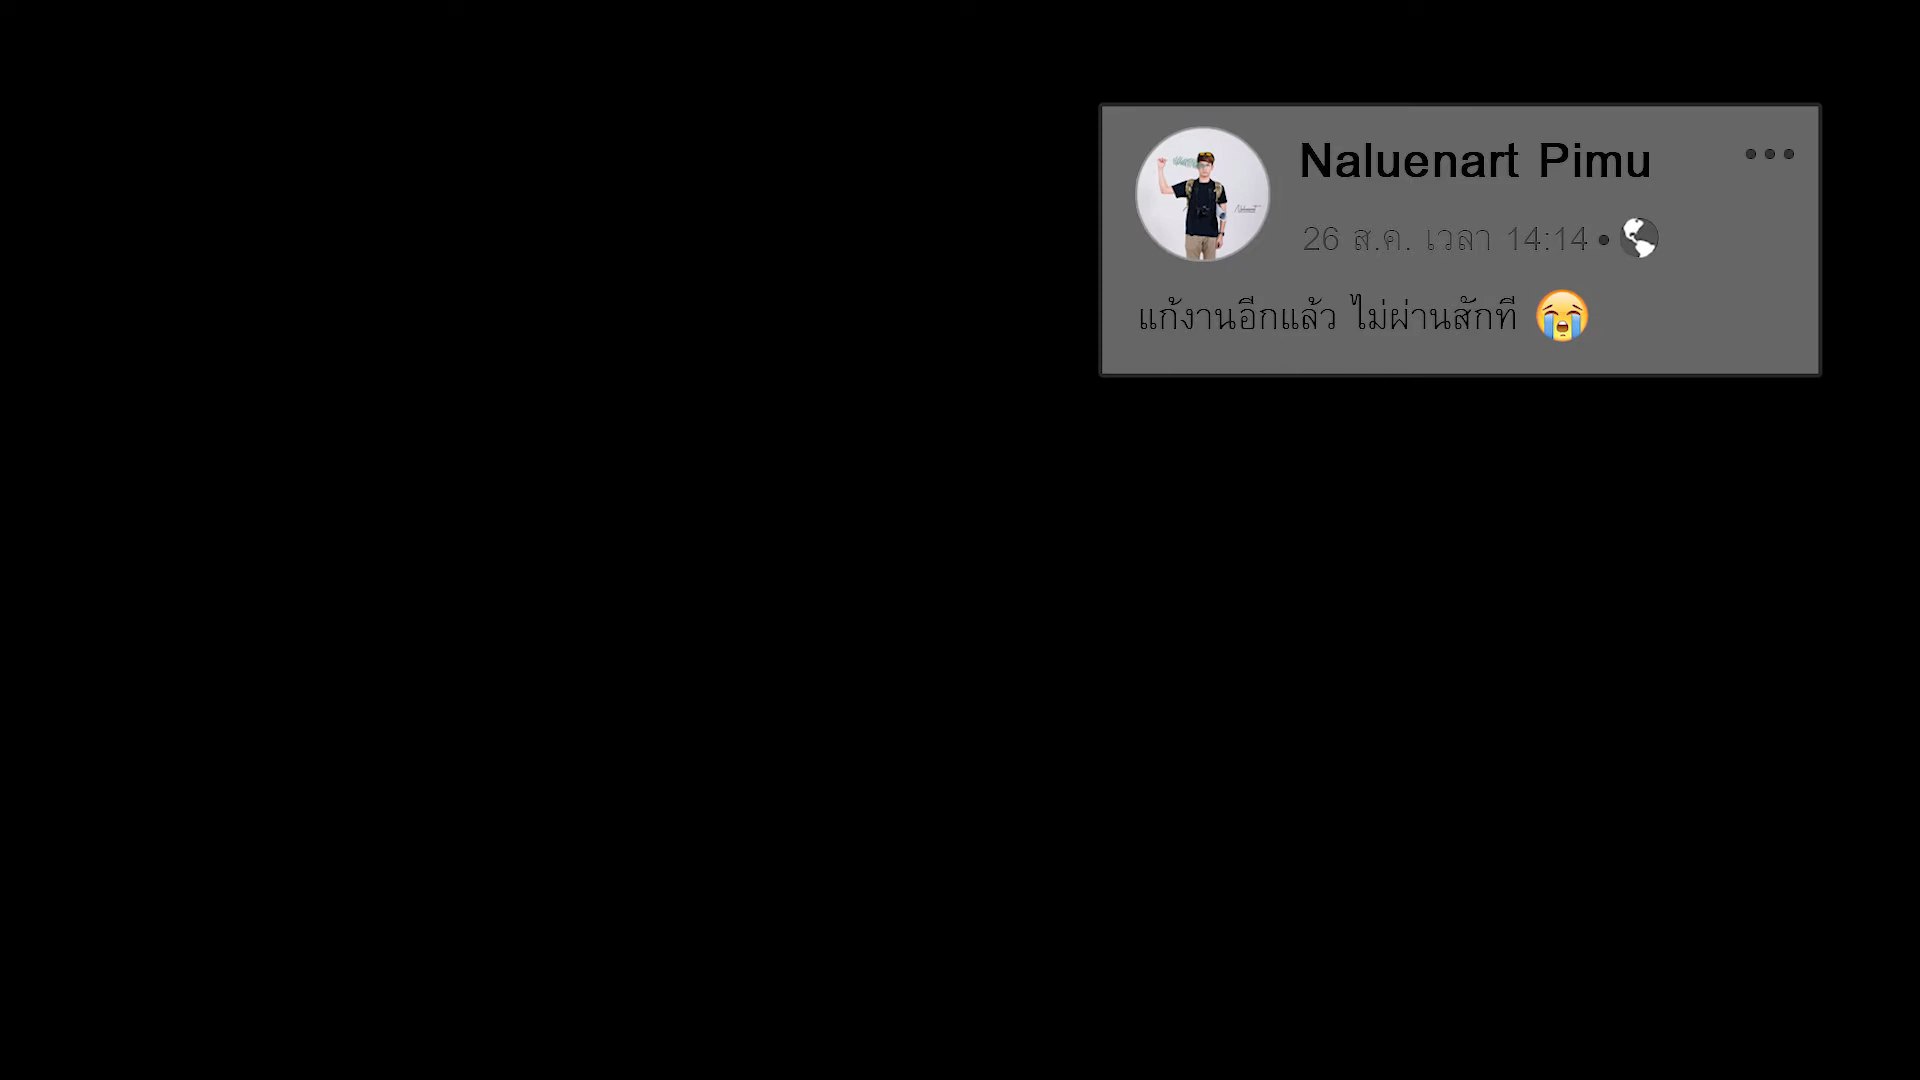 Naluenart Pimu
26 ส.ค. เวลา 14:14
แก้งานอีกแล้ว ไม่ผ่านสักที 😭